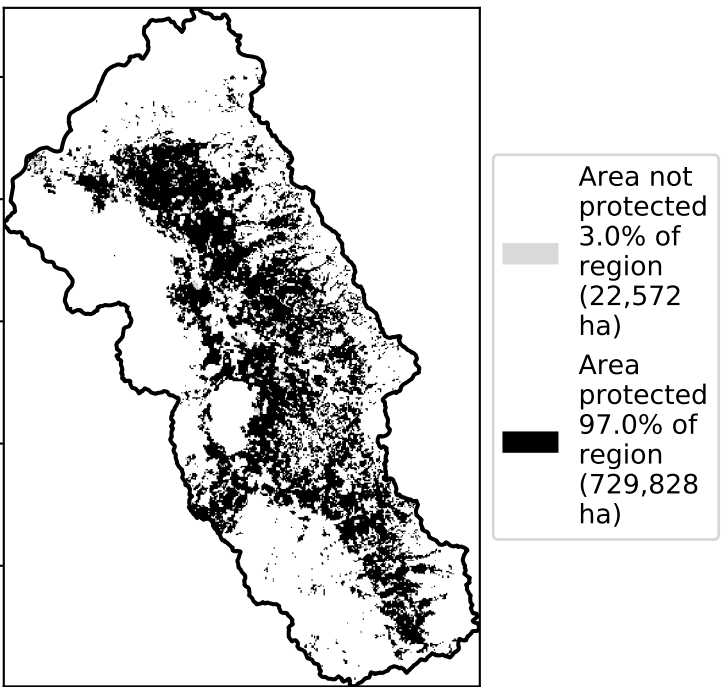 Area not
protected
3.0% of
region
(22,572
ha)
Area
protected
97.0% of
region
(729,828
ha)